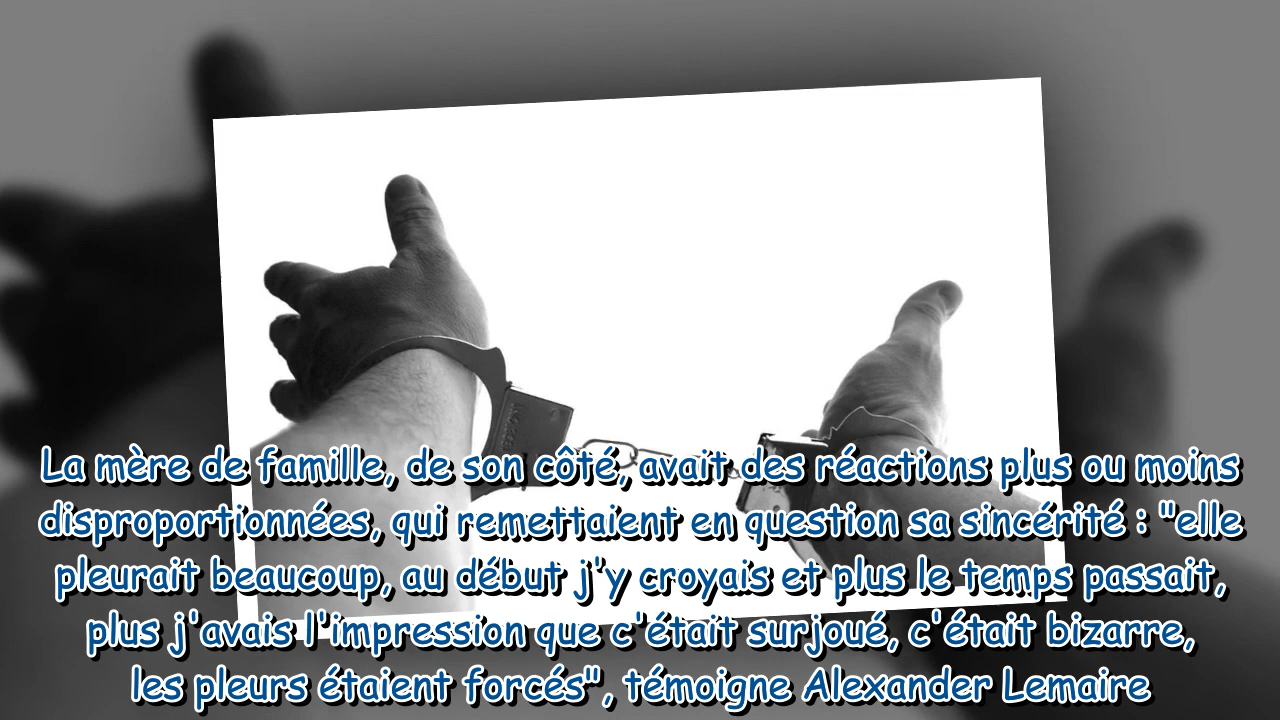 La mère de famille, de son côté, avait des réactions plus ou moins
disproportionnées, qui remettaient en question sa sincérité : "elle
pleurait beaucoup, au début j'y croyais et plus le temps passait,
plus j'avais l'impression que c'était surjoué, c'était bizarre,
les pleurs étaient forcés", témoigne Alexander Lemaire